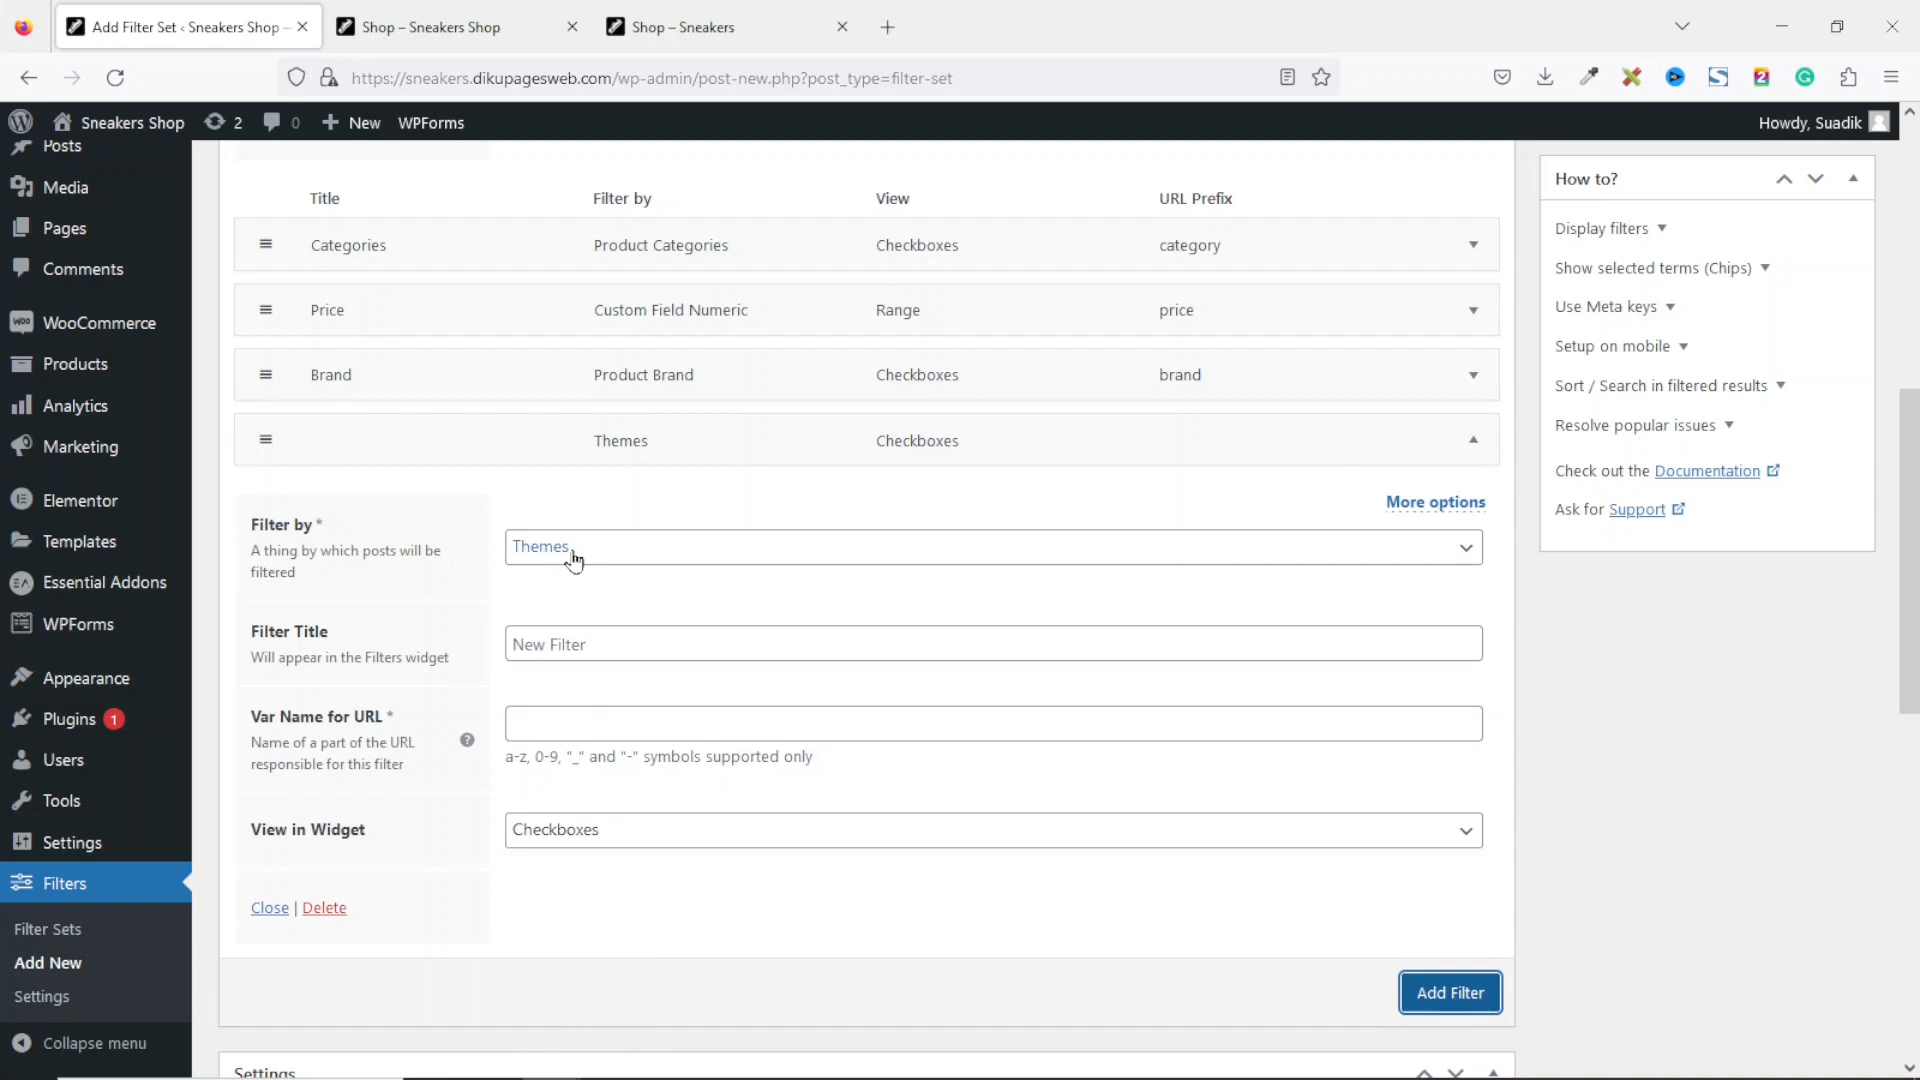 Add Filter Set ‹ Sneakers Shop –
Shop – Sneakers Shop
Shop – Sneakers
https://sneakers.dikupagesweb.com/wp-admin/post-new.php?post_type=filter-set
Sneakers Shop
2
0
New
WPForms
Howdy, Suadik
Posts
Media
Pages
Comments
WooCommerce
Products
Analytics
Marketing
Elementor
Templates
Essential Addons
WPForms
Appearance
Plugins 1
Users
Tools
Settings
Filters
Filter Sets
Add New
Settings
Collapse menu
Title Filter by View URL Prefix
Categories Product Categories Checkboxes category
Price Custom Field Numeric Range price
Brand Product Brand Checkboxes brand
Themes Checkboxes
More options
Filter by *
A thing by which posts will be
filtered
Themes
Filter Title
Will appear in the Filters widget
New Filter
Var Name for URL *
Name of a part of the URL
responsible for this filter
?
a-z, 0-9, "_" and "-" symbols supported only
View in Widget
Checkboxes
Close | Delete
Add Filter
Settings
How to?
Display filters
Show selected terms (Chips)
Use Meta keys
Setup on mobile
Sort / Search in filtered results
Resolve popular issues
Check out the Documentation
Ask for Support